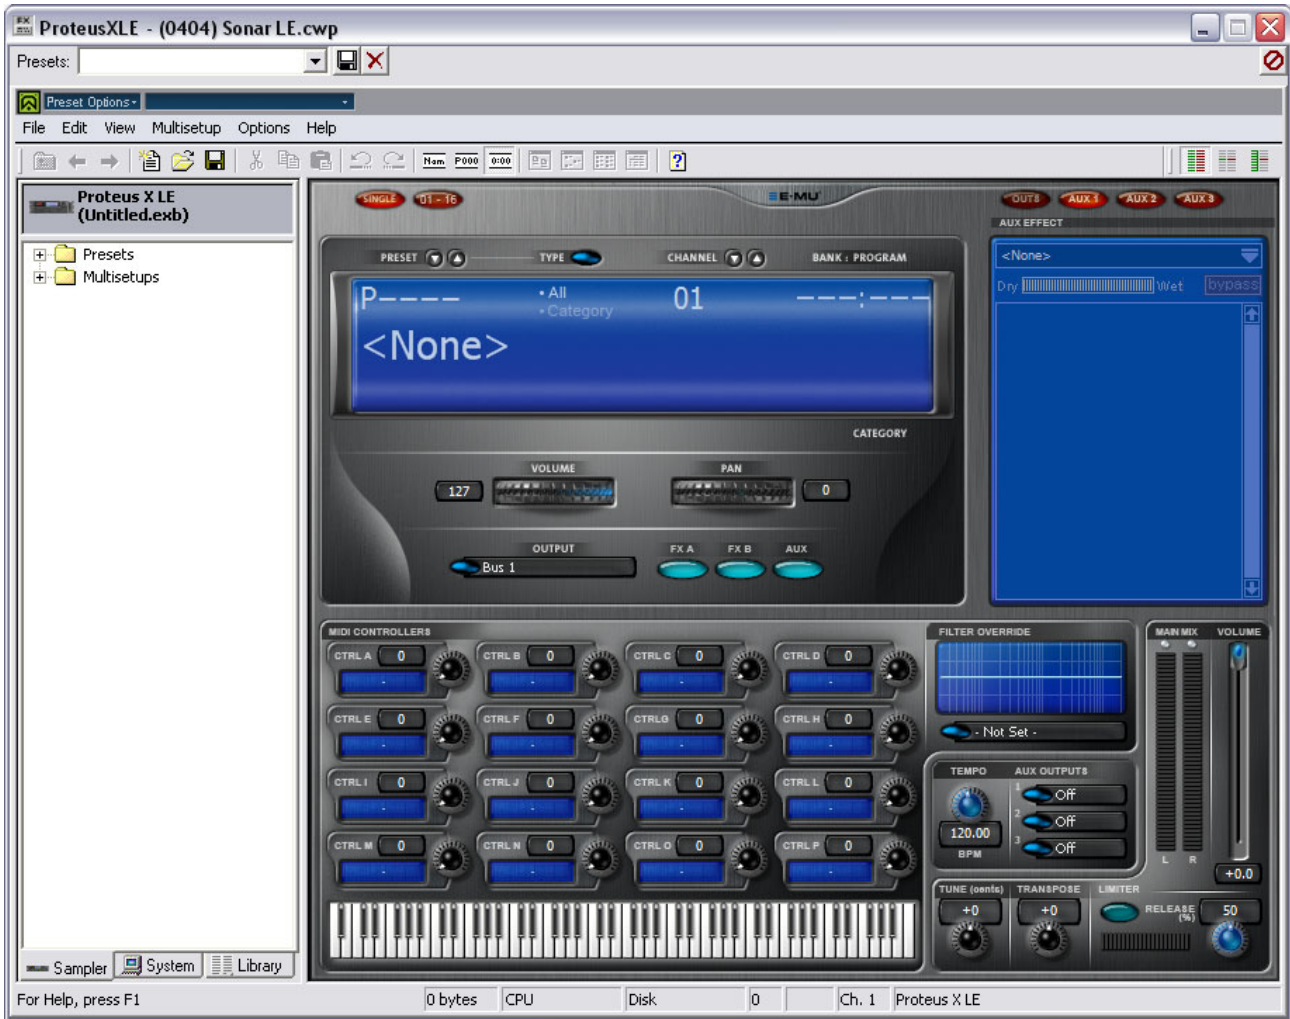 ProteusXLE - (0404) Sonar LE.cwp
Presets:
Preset Options
File Edit View Multisetup Options Help
Nam P000 0:00
Proteus X LE
(Untitled.exb)
Presets
Multisetups
SINGLE 01 - 16 E-MU OUTS AUX 1 AUX 2 AUX 3
AUX EFFECT
PRESET TYPE CHANNEL BANK : PROGRAM
<None>
P---- • All 01 ---:---
• Category
Dry Wet bypass
<None>
CATEGORY
VOLUME PAN
127 0
OUTPUT FX A FX B AUX
Bus 1
MIDI CONTROLLERS FILTER OVERRIDE MAIN MIX VOLUME
CTRL A 0 CTRL B 0 CTRL C 0 CTRL D 0
- - - -
CTRL E 0 CTRL F 0 CTRLG 0 CTRL H 0
- - - -
- Not Set -
CTRL I 0 CTRL J 0 CTRL K 0 CTRL L 0
- - - -
TEMPO AUX OUTPUTS
1 Off
2 Off
3 Off
120.00
BPM
CTRL M 0 CTRL N 0 CTRL O 0 CTRL P 0
- - - -
L R
+0.0
TUNE (cents) TRANSPOSE LIMITER
+0 +0 RELEASE (%) 50
Sampler System Library
For Help, press F1 0 bytes CPU Disk 0 Ch. 1 Proteus X LE